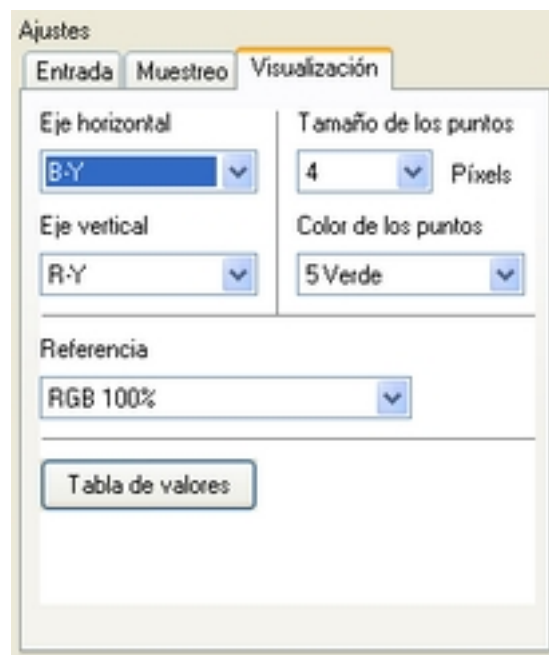 Ajustes
Entrada Muestreo Visualización
Eje horizontal
B-Y
Eje vertical
R-Y
Tamaño de los puntos
4 Píxels
Color de los puntos
5 Verde
Referencia
RGB 100%
Tabla de valores